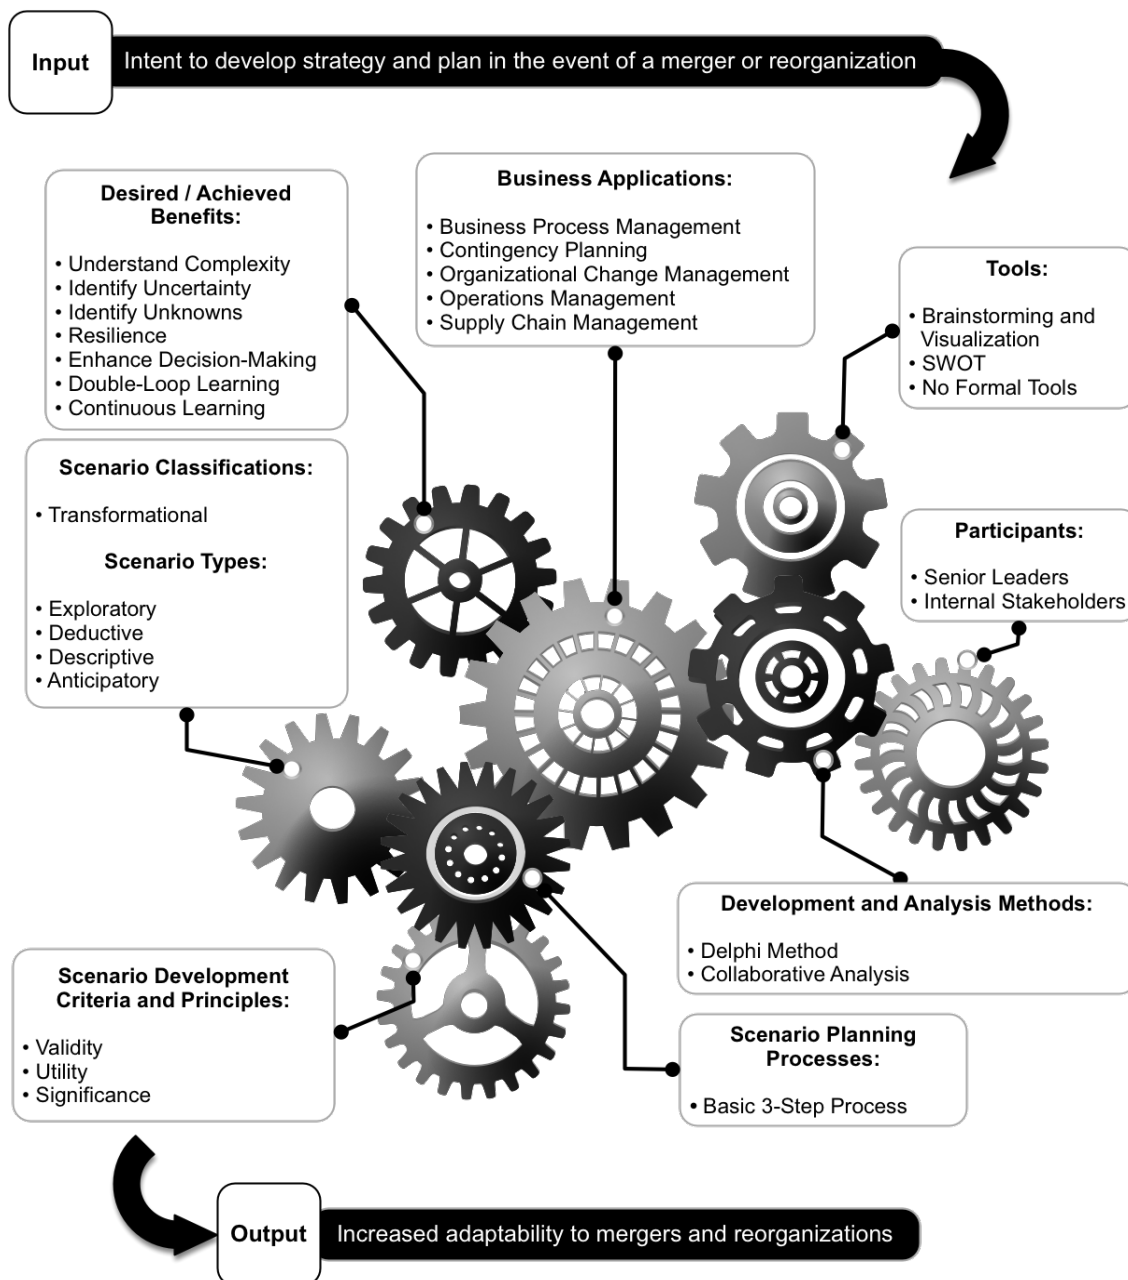 Input
Intent to develop strategy and plan in the event of a merger or reorganization
Desired / Achieved
Benefits:
• Understand Complexity
• Identify Uncertainty
• Identify Unknowns
• Resilience
• Enhance Decision-Making
• Double-Loop Learning
• Continuous Learning
Business Applications:
• Business Process Management
• Contingency Planning
• Organizational Change Management
• Operations Management
• Supply Chain Management
Tools:
• Brainstorming and
Visualization
• SWOT
• No Formal Tools
Scenario Classifications:
• Transformational
Scenario Types:
• Exploratory
• Deductive
• Descriptive
• Anticipatory
Participants:
• Senior Leaders
• Internal Stakeholders
Development and Analysis Methods:
• Delphi Method
• Collaborative Analysis
Scenario Development
Criteria and Principles:
• Validity
• Utility
• Significance
Scenario Planning
Processes:
• Basic 3-Step Process
Output
Increased adaptability to mergers and reorganizations